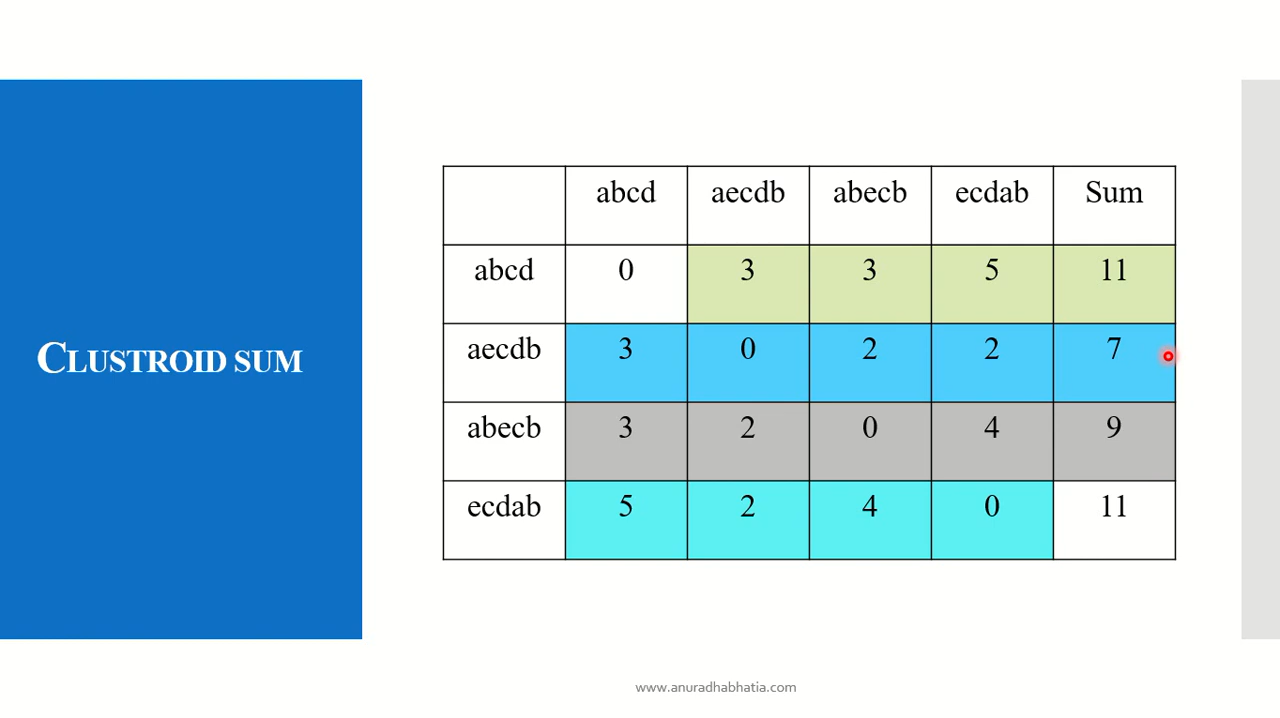 CLUSTROID SUM
abcd aecdb abecb ecdab Sum
abcd 0 3 3 5 11
aecdb 3 0 2 2 7
abecb 3 2 0 4 9
ecdab 5 2 4 0 11
www.anuradhabhatia.com